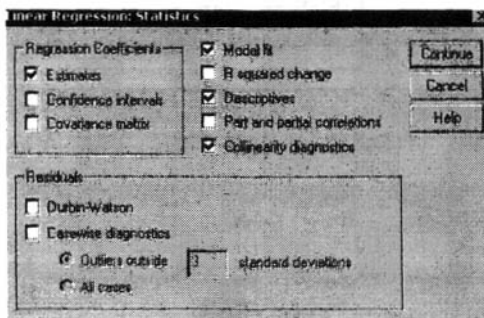 Linear Regression: Statistics
Regression Coefficients
Estimates
Confidence intervals
Covariance matrix
Model fit
R squared change
Descriptives
Part and partial correlations
Collinearity diagnostics
Continue
Cancel
Help
Residuals
Durbin-Watson
Casewise diagnostics
Outliers outside 3 standard deviations
All cases